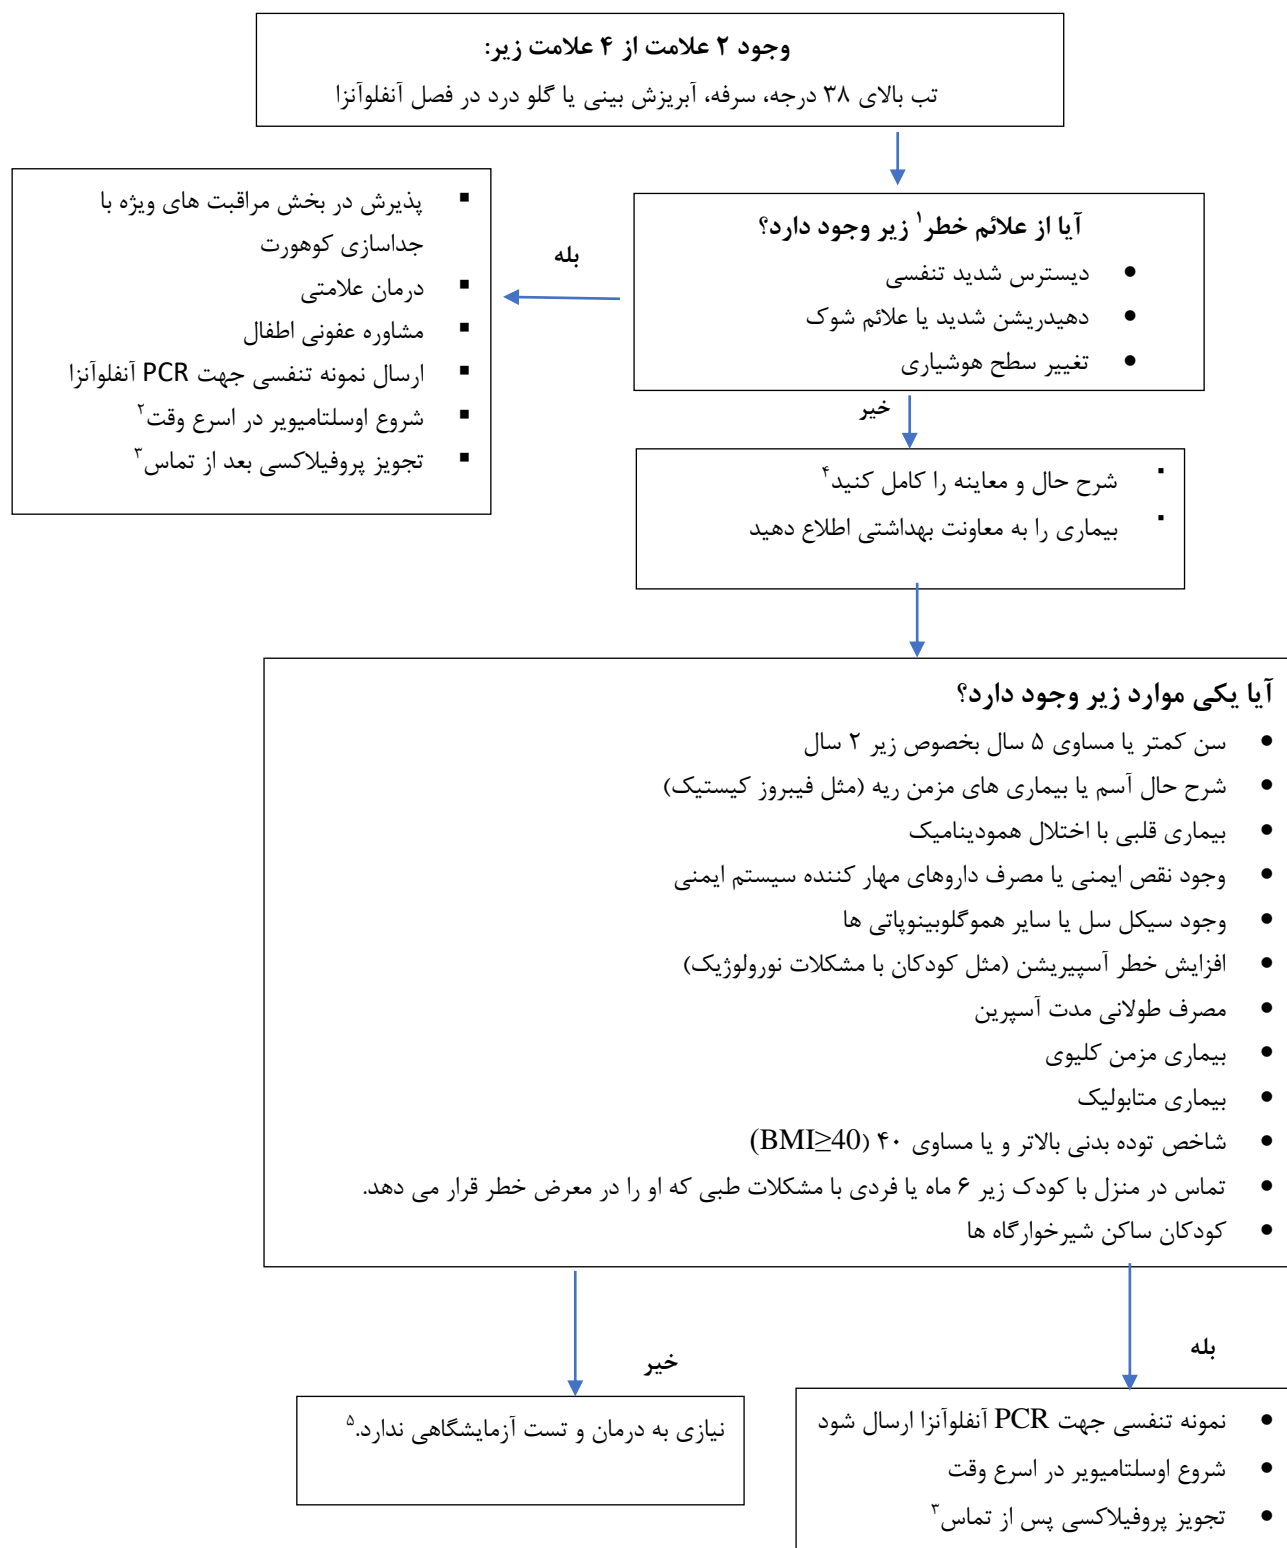 وجود ۲ علامت از ۴ علامت زیر:
تب بالای ۳۸ درجه، سرفه، آبریزش بینی یا گلو درد در فصل آنفلوآنزا
آیا از علائم خطر۱ زیر وجود دارد؟
● دیسترس شدید تنفسی
● دهیدریشن شدید یا علائم شوک
● تغییر سطح هوشیاری
بله
▪ پذیرش در بخش مراقبت های ویژه با
جداسازی کوهورت
▪ درمان علامتی
▪ مشاوره عفونی اطفال
▪ ارسال نمونه تنفسی جهت PCR آنفلوآنزا
▪ شروع اوسلتامیویر در اسرع وقت۲
▪ تجویز پروفیلاکسی بعد از تماس۳
خیر
▪ شرح حال و معاینه را کامل کنید۴
▪ بیماری را به معاونت بهداشتی اطلاع دهید
آیا یکی موارد زیر وجود دارد؟
● سن کمتر یا مساوی ۵ سال بخصوص زیر ۲ سال
● شرح حال آسم یا بیماری های مزمن ریه (مثل فیبروز کیستیک)
● بیماری قلبی با اختلال همودینامیک
● وجود نقص ایمنی یا مصرف داروهای مهار کننده سیستم ایمنی
● وجود سیکل سل یا سایر هموگلوبینوپاتی ها
● افزایش خطر آسپیریشن (مثل کودکان با مشکلات نورولوژیک)
● مصرف طولانی مدت آسپرین
● بیماری مزمن کلیوی
● بیماری متابولیک
● شاخص توده بدنی بالاتر و یا مساوی ۴۰ (BMI≥40)
● تماس در منزل با کودک زیر ۶ ماه یا فردی با مشکلات طبی که او را در معرض خطر قرار می دهد.
● کودکان ساکن شیرخوارگاه ها
بله
● نمونه تنفسی جهت PCR آنفلوآنزا ارسال شود
● شروع اوسلتامیویر در اسرع وقت
● تجویز پروفیلاکسی پس از تماس۳
خیر
نیازی به درمان و تست آزمایشگاهی ندارد.۵